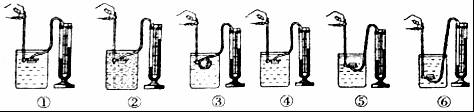 ① ② ③ ④ ⑤ ⑥